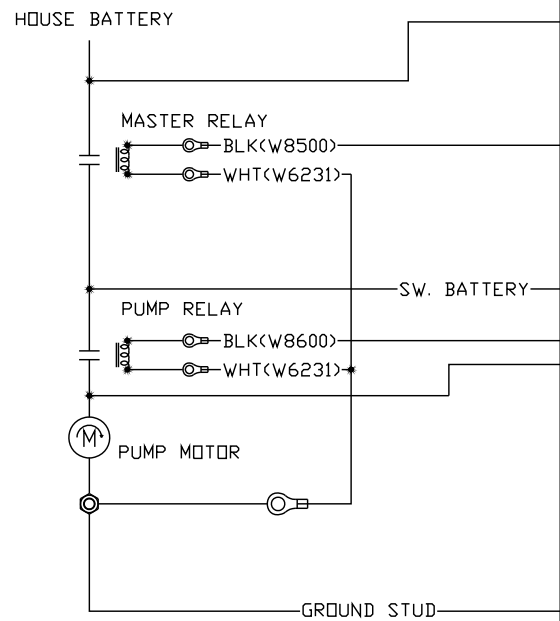 HOUSE BATTERY
MASTER RELAY
BLK(W8500)
WHT(W6231)
SW. BATTERY
PUMP RELAY
BLK(W8600)
WHT(W6231)
M
PUMP MOTOR
GROUND STUD